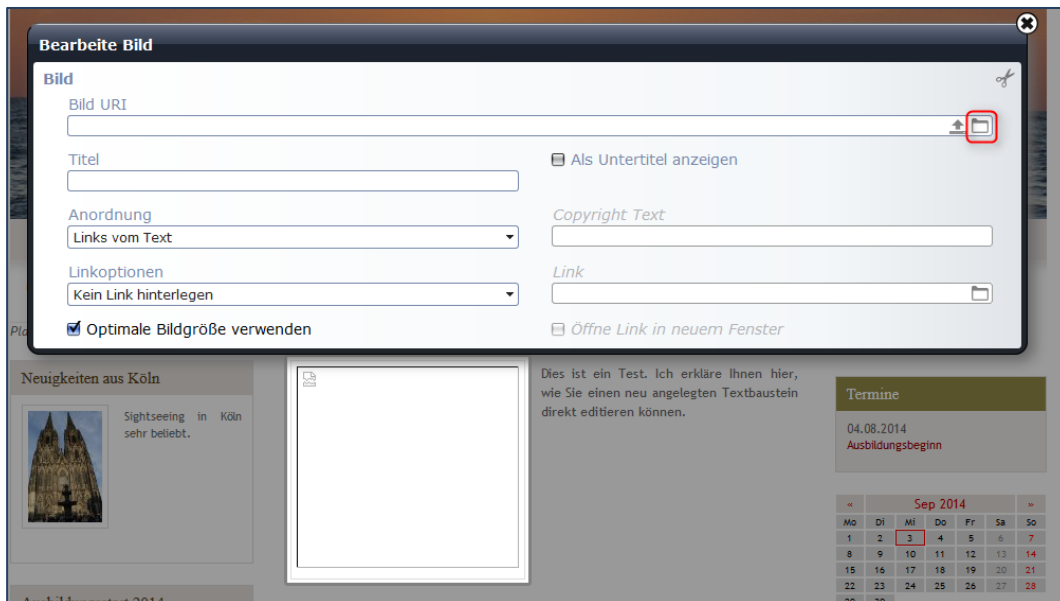 Bearbeite Bild
Bild
Bild URI
Titel
Als Untertitel anzeigen
Anordnung
Links vom Text
Copyright Text
Linkoptionen
Kein Link hinterlegen
Link
Optimale Bildgröße verwenden
Öffne Link in neuem Fenster
Neuigkeiten aus Köln
Sightseeing in Köln
sehr beliebt.
Dies ist ein Test. Ich erkläre Ihnen hier,
wie Sie einen neu angelegten Textbaustein
direkt editieren können.
Termine
04.08.2014
Ausbildungsbeginn
« Sep 2014 »
Mo Di Mi Do Fr Sa So
1 2 3 4 5 6 7
8 9 10 11 12 13 14
15 16 17 18 19 20 21
22 23 24 25 26 27 28
29 30